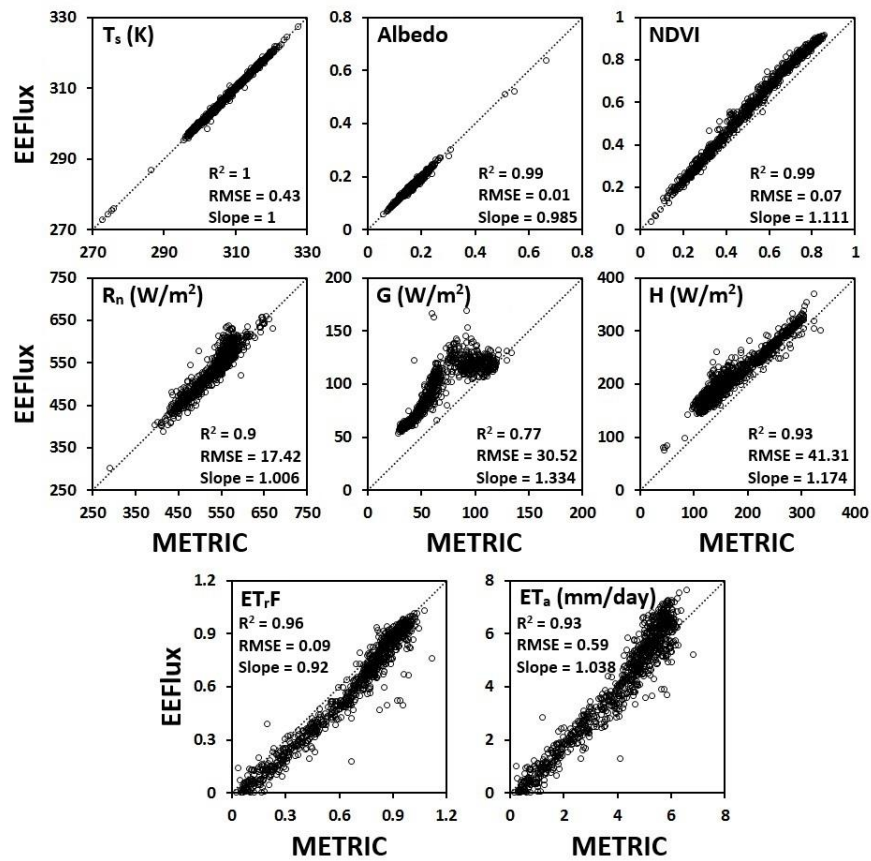 T_s (K)
Albedo
NDVI
EEFlux
330
310
290
270
0.8
0.6
0.4
0.2
0
1
0.8
0.6
0.4
0.2
0
R² = 1
RMSE = 0.43
Slope = 1
R² = 0.99
RMSE = 0.01
Slope = 0.985
R² = 0.99
RMSE = 0.07
Slope = 1.111
270 290 310 330
0 0.2 0.4 0.6 0.8
0 0.2 0.4 0.6 0.8 1
R_n (W/m²)
G (W/m²)
H (W/m²)
EEFlux
750
650
550
450
350
250
200
150
100
50
0
400
300
200
100
0
R² = 0.9
RMSE = 17.42
Slope = 1.006
R² = 0.77
RMSE = 30.52
Slope = 1.334
R² = 0.93
RMSE = 41.31
Slope = 1.174
250 350 450 550 650 750
0 50 100 150 200
0 100 200 300 400
METRIC
METRIC
METRIC
ET_rF
R² = 0.96
RMSE = 0.09
Slope = 0.92
ET_a (mm/day)
R² = 0.93
RMSE = 0.59
Slope = 1.038
EEFlux
1.2
0.9
0.6
0.3
0
8
6
4
2
0
0 0.3 0.6 0.9 1.2
0 2 4 6 8
METRIC
METRIC